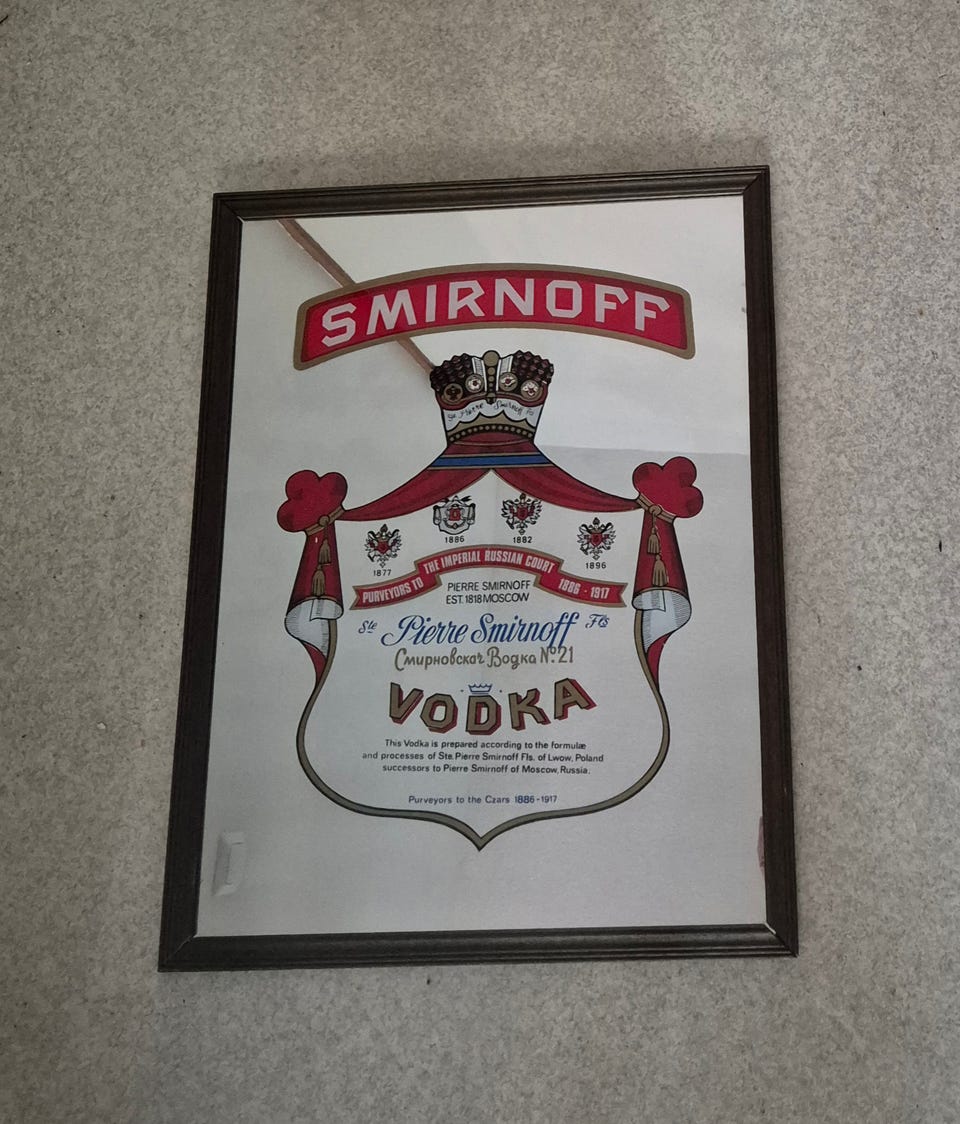 SMIRNOFF
Ste Pierre Smirnoff Fls
1886
1882
1877
1896
PURVEYORS TO THE IMPERIAL RUSSIAN COURT 1886 - 1917
PIERRE SMIRNOFF
EST. 1818 MOSCOW
Ste Pierre Smirnoff Fls
Смирновская Водка №.21
VODKA
This Vodka is prepared according to the formulæ
and processes of Ste. Pierre Smirnoff Fls. of Lwow, Poland
successors to Pierre Smirnoff of Moscow, Russia.
Purveyors to the Czars 1886-1917